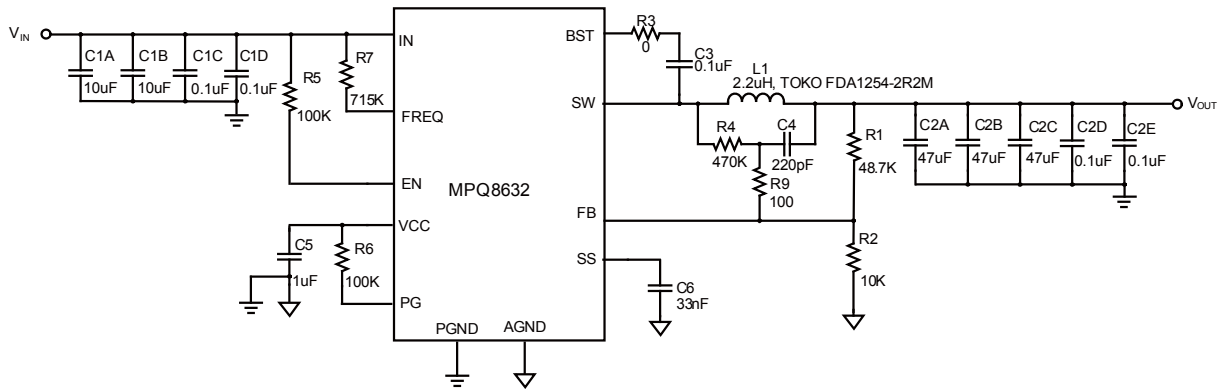 V_IN
C1A
10uF
C1B
10uF
C1C
0.1uF
C1D
0.1uF
R5
100K
R7
715K
IN
FREQ
EN
VCC
PG
PGND
AGND
MPQ8632
BST
SW
FB
SS
C5
1uF
R6
100K
R3
0
C3
0.1uF
L1
2.2uH, TOKO FDA1254-2R2M
R4
470K
C4
220pF
R9
100
R1
48.7K
R2
10K
C6
33nF
C2A
47uF
C2B
47uF
C2C
47uF
C2D
0.1uF
C2E
0.1uF
V_OUT